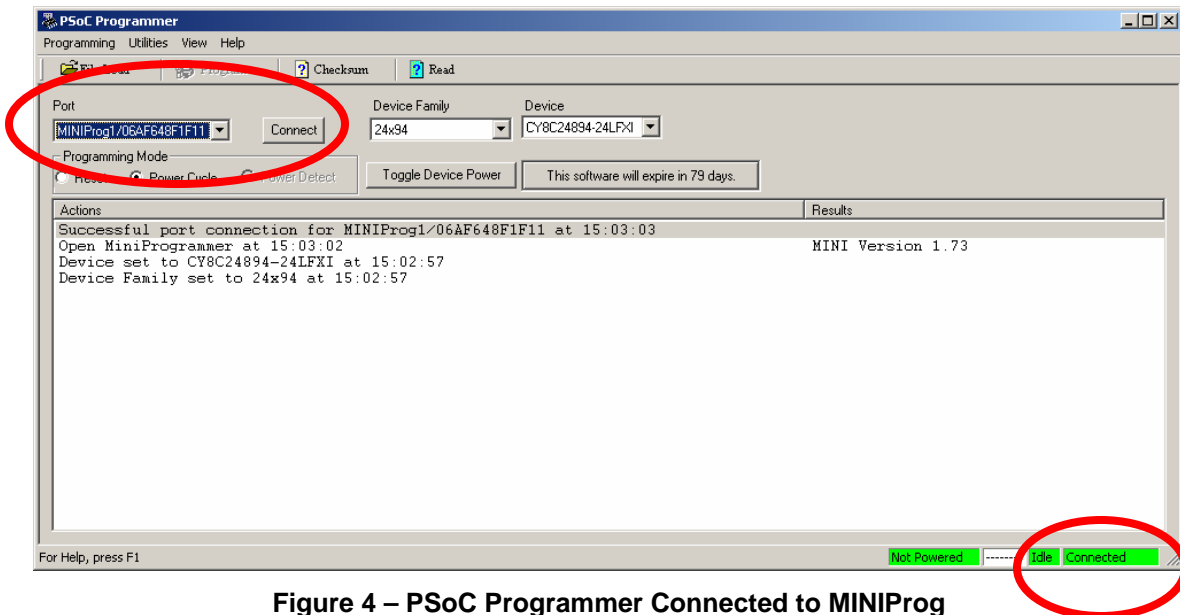 PSoC Programmer
Programming Utilities View Help
Checksum Read
Port Device Family Device
MINIProg1/06AF648F1F11 Connect 24x94 CY8C24894-24LFXI
Programming Mode
Reset Power Cycle Power Detect Toggle Device Power This software will expire in 79 days.
Actions Results
Successful port connection for MINIProg1/06AF648F1F11 at 15:03:03
Open MiniProgrammer at 15:03:02 MINI Version 1.73
Device set to CY8C24894-24LFXI at 15:02:57
Device Family set to 24x94 at 15:02:57
For Help, press F1 Not Powered ------ Idle Connected
Figure 4 – PSoC Programmer Connected to MINIProg